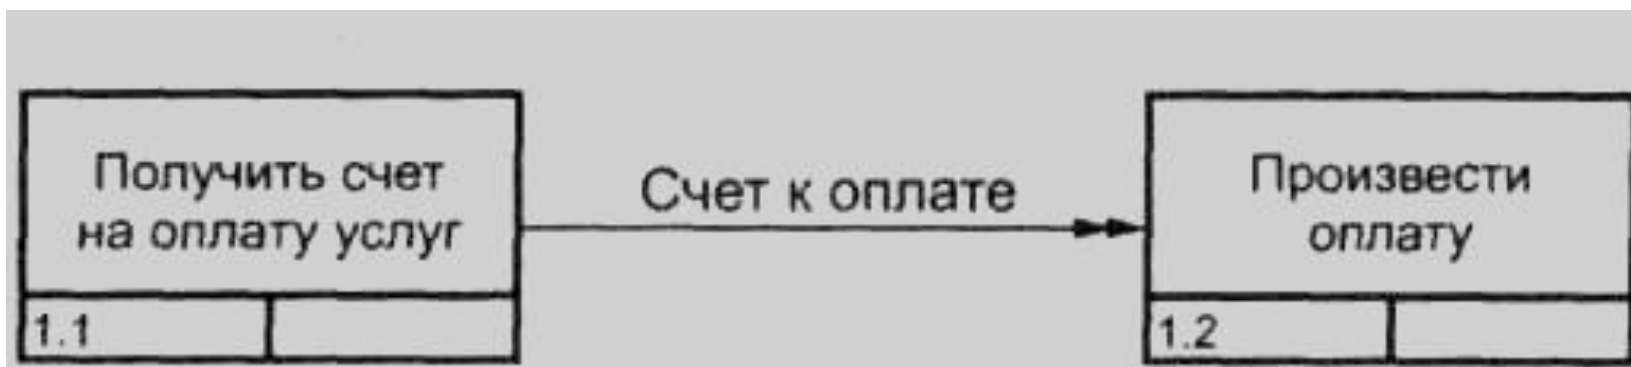 Получить счет
на оплату услуг
1.1
Счет к оплате
Произвести
оплату
1.2